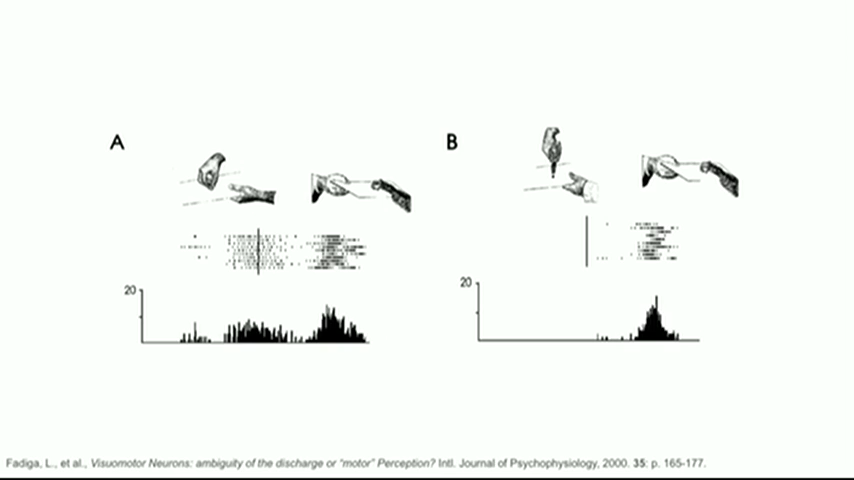 A
B
20
20
Fadiga, L., et al., Visuomotor Neurons: ambiguity of the discharge or "motor" Perception? Intl. Journal of Psychophysiology, 2000. 35: p. 165-177.